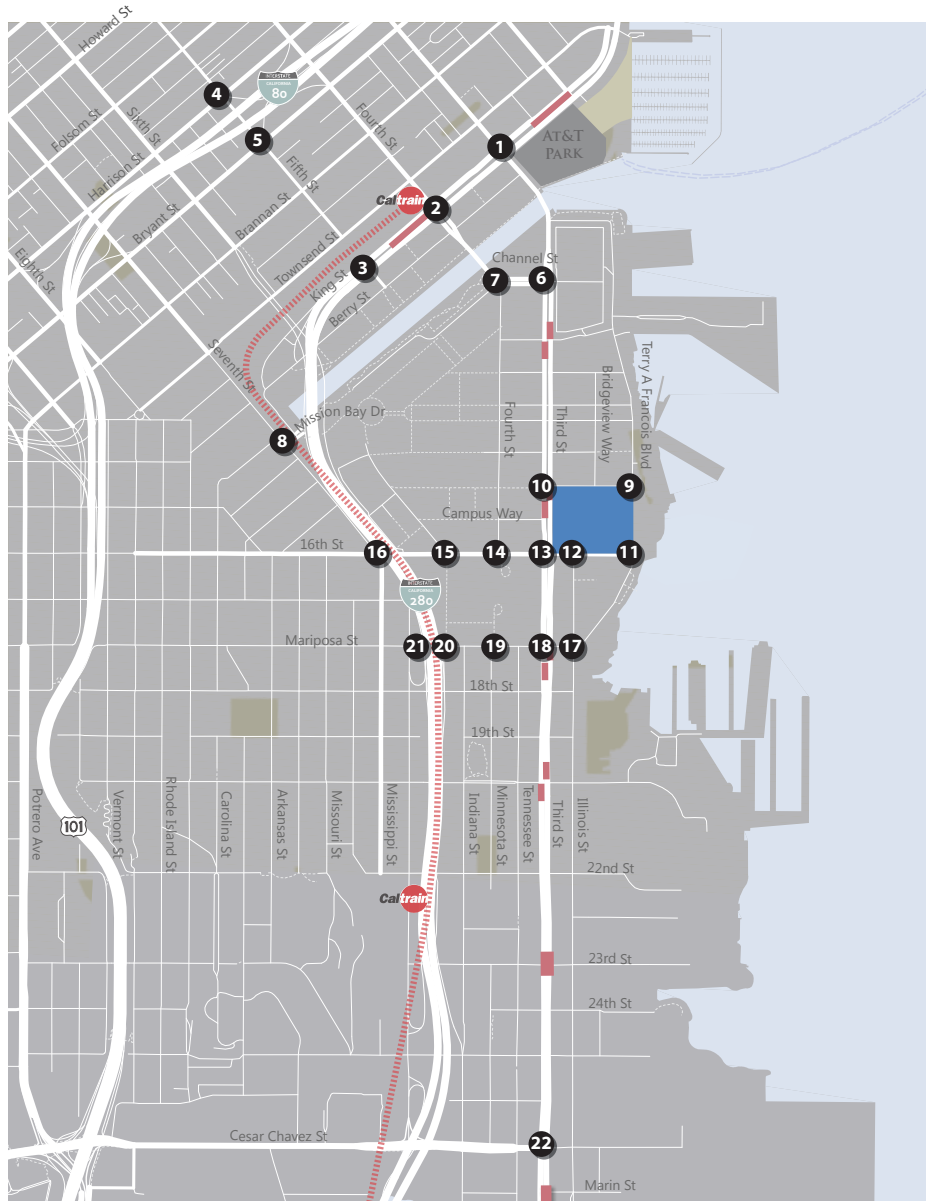 Howard St
INTERSTATE
CALIFORNIA
80
4
Folsom St
Sixth St
Fourth St
5
1
AT&T
PARK
Harrison St
Fifth St
Caltrain
2
Bryant St
Brannan St
Eighth St
Townsend St
Channel St
3
7
6
King St
Berry St
Seventh St
Mission Bay Dr
8
Fourth St
Third St
Bridgeview Way
Terry A Francois Blvd
10
9
Campus Way
16th St
16
15
14
13
12
11
INTERSTATE
CALIFORNIA
280
Mariposa St
21
20
19
18
17
18th St
19th St
Potrero Ave
101
Vermont St
Rhode Island St
Carolina St
Arkansas St
Missouri St
Mississippi St
Indiana St
Minnesota St
Tennessee St
Third St
Illinois St
22nd St
Caltrain
23rd St
24th St
Cesar Chavez St
22
Marin St